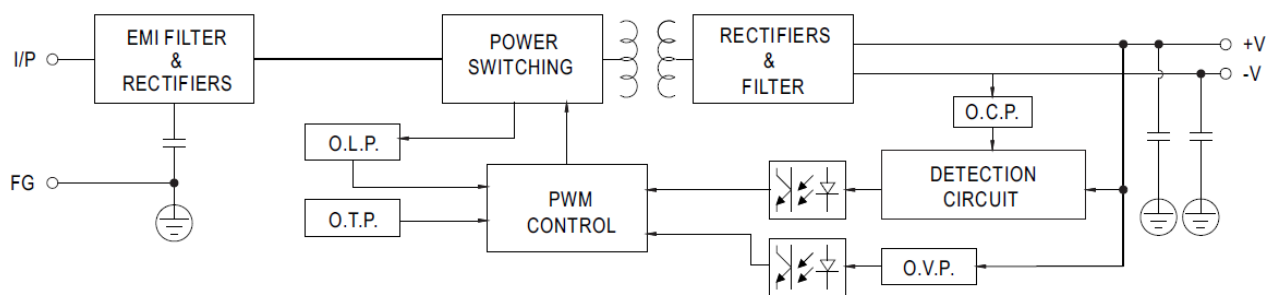 I/P
EMI FILTER
&
RECTIFIERS
POWER
SWITCHING
RECTIFIERS
&
FILTER
+V
-V
O.C.P.
O.L.P.
FG
PWM
CONTROL
DETECTION
CIRCUIT
O.T.P.
O.V.P.